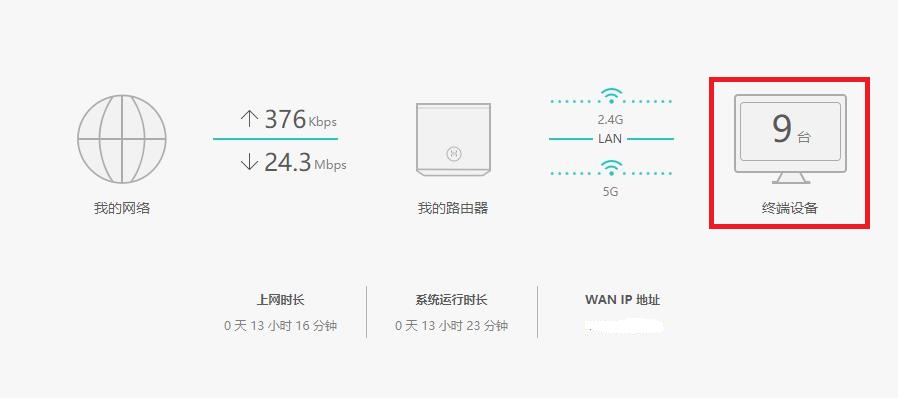 ↑ 376 Kbps
↓ 24.3 Mbps
2.4G
LAN
5G
9 台
我的网络
我的路由器
终端设备
上网时长
系统运行时长
WAN IP 地址
0 天 13 小时 16 分钟
0 天 13 小时 23 分钟